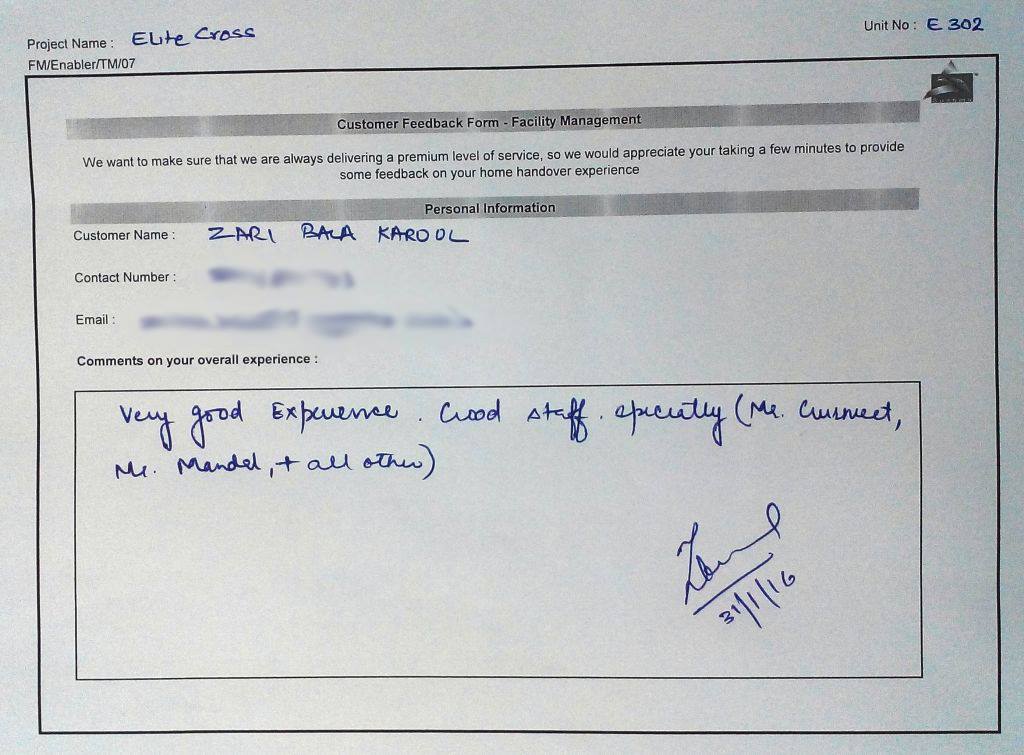 Project Name : Elite Cross
Unit No : E 302
FM/Enabler/TM/07
Customer Feedback Form - Facility Management
We want to make sure that we are always delivering a premium level of service, so we would appreciate your taking a few minutes to provide
some feedback on your home handover experience
Personal Information
Customer Name : ZARI BALA KAROOL
Contact Number :
Email :
Comments on your overall experience :
Very good Experience. Good staff. specially (Mr. Gurmeet,
Mr. Mandal, + all other)
31/1/16